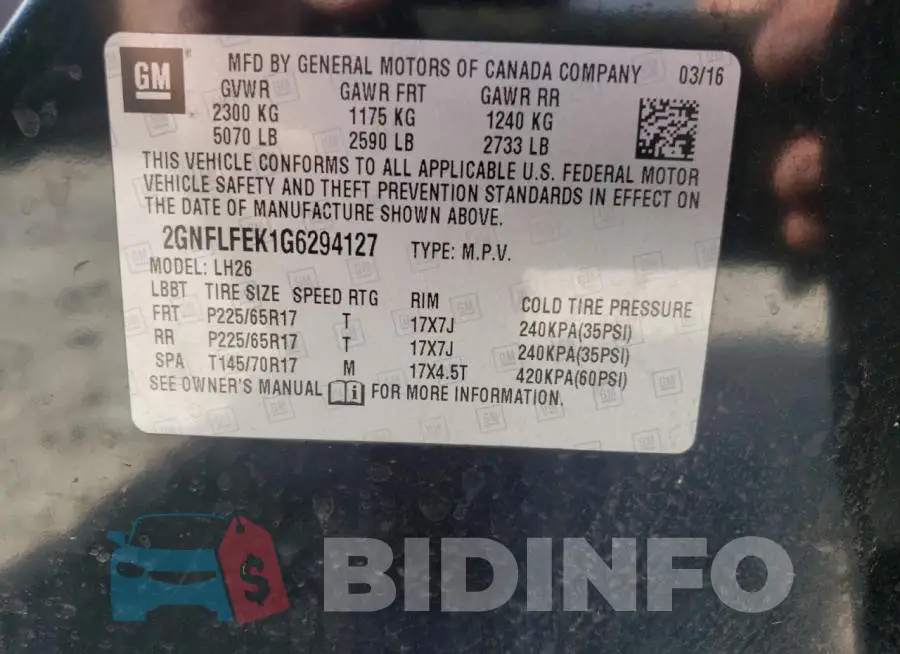 GM
MFD BY GENERAL MOTORS OF CANADA COMPANY 03/16
GVWR GAWR FRT GAWR RR
2300 KG 1175 KG 1240 KG
5070 LB 2590 LB 2733 LB
THIS VEHICLE CONFORMS TO ALL APPLICABLE U.S. FEDERAL MOTOR
VEHICLE SAFETY AND THEFT PREVENTION STANDARDS IN EFFECT ON
THE DATE OF MANUFACTURE SHOWN ABOVE.
2GNFLFEK1G6294127 TYPE: M.P.V.
MODEL: LH26
LBBT TIRE SIZE SPEED RTG RIM COLD TIRE PRESSURE
FRT P225/65R17 T 17X7J 240KPA(35PSI)
RR P225/65R17 T 17X7J 240KPA(35PSI)
SPA T145/70R17 M 17X4.5T 420KPA(60PSI)
SEE OWNER'S MANUAL i FOR MORE INFORMATION.
$ BIDINFO